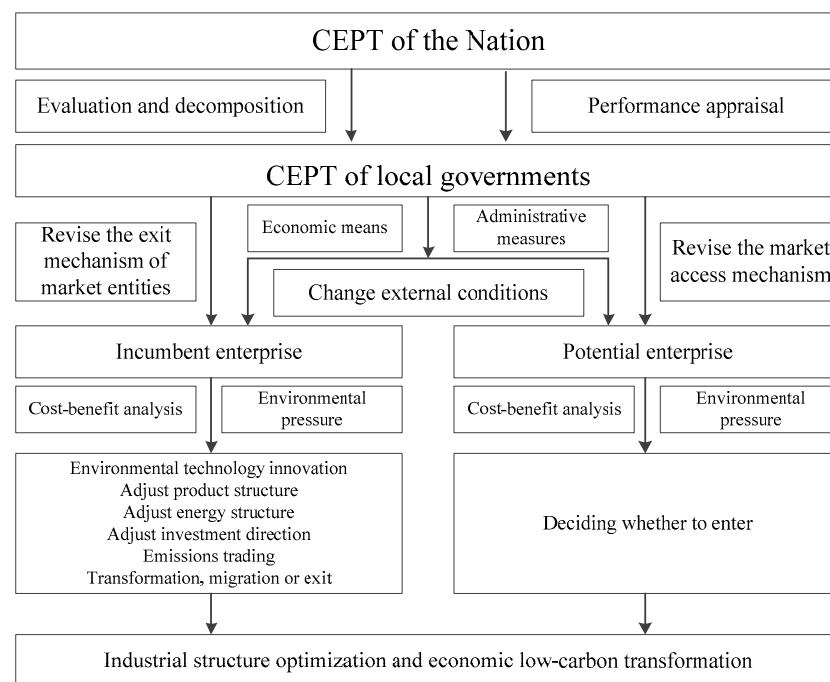 CEPT of the Nation
Evaluation and decomposition
Performance appraisal
CEPT of local governments
Revise the exit
mechanism of
market entities
Economic means
Administrative
measures
Revise the market
access mechanism
Change external conditions
Incumbent enterprise
Potential enterprise
Cost-benefit analysis
Environmental
pressure
Cost-benefit analysis
Environmental
pressure
Environmental technology innovation
Adjust product structure
Adjust energy structure
Adjust investment direction
Emissions trading
Transformation, migration or exit
Deciding whether to enter
Industrial structure optimization and economic low-carbon transformation